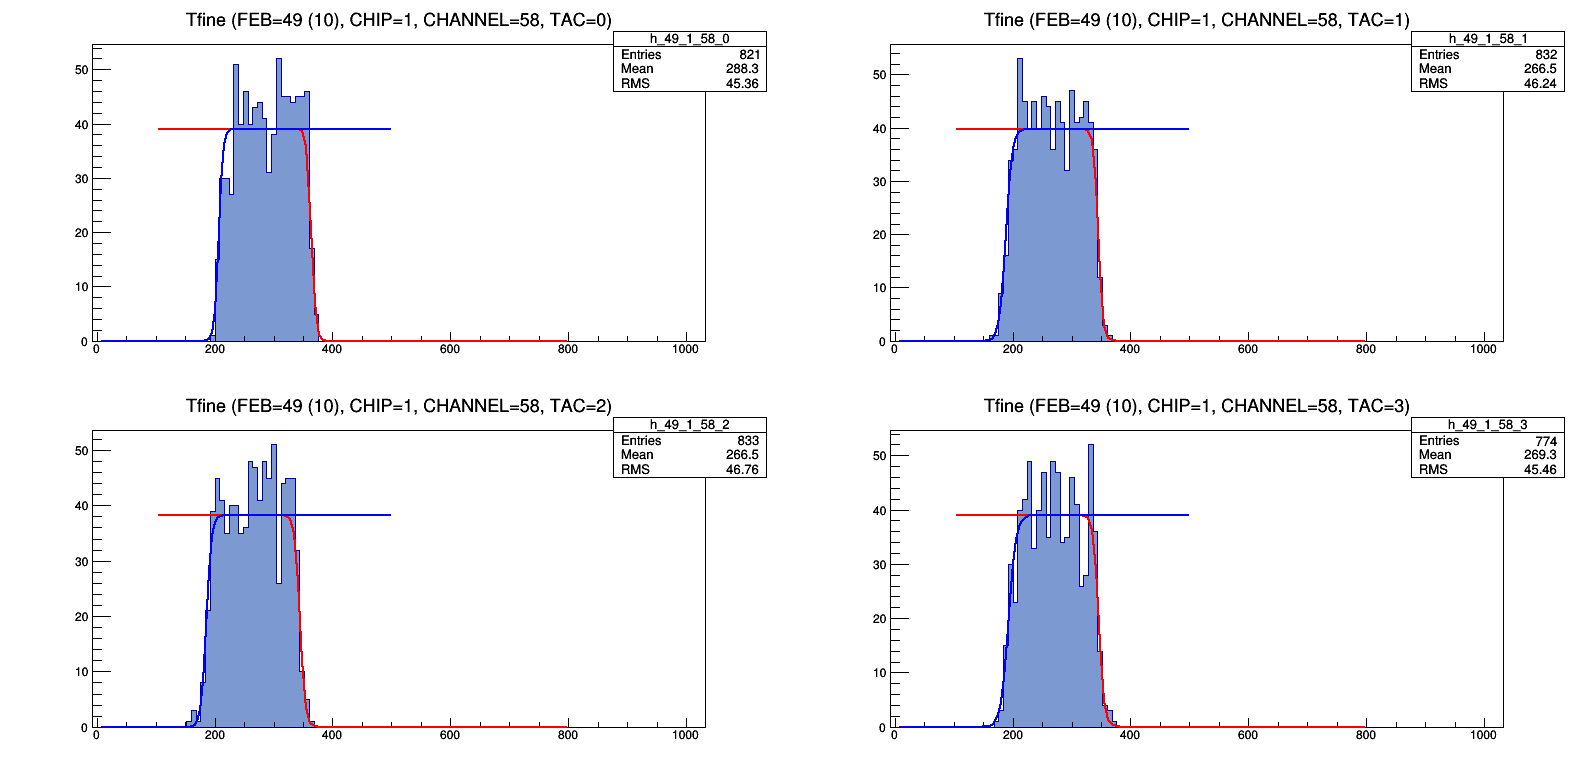 Tfine (FEB=49 (10), CHIP=1, CHANNEL=58, TAC=0)
h_49_1_58_0
Entries 821
Mean 288.3
RMS 45.36
50
40
30
20
10
0
0 200 400 600 800 1000
Tfine (FEB=49 (10), CHIP=1, CHANNEL=58, TAC=1)
h_49_1_58_1
Entries 832
Mean 266.5
RMS 46.24
50
40
30
20
10
0
0 200 400 600 800 1000
Tfine (FEB=49 (10), CHIP=1, CHANNEL=58, TAC=2)
h_49_1_58_2
Entries 833
Mean 266.5
RMS 46.76
50
40
30
20
10
0
0 200 400 600 800 1000
Tfine (FEB=49 (10), CHIP=1, CHANNEL=58, TAC=3)
h_49_1_58_3
Entries 774
Mean 269.3
RMS 45.46
50
40
30
20
10
0
0 200 400 600 800 1000